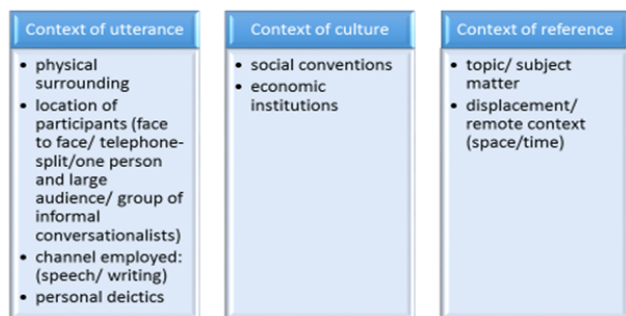 Context of utterance
• physical
surrounding
• location of
participants (face
to face/ telephone-
split/one person
and large
audience/ group of
informal
conversationalists)
• channel employed:
(speech/ writing)
• personal deictics
Context of culture
• social conventions
• economic
institutions
Context of reference
• topic/ subject
matter
• displacement/
remote context
(space/time)